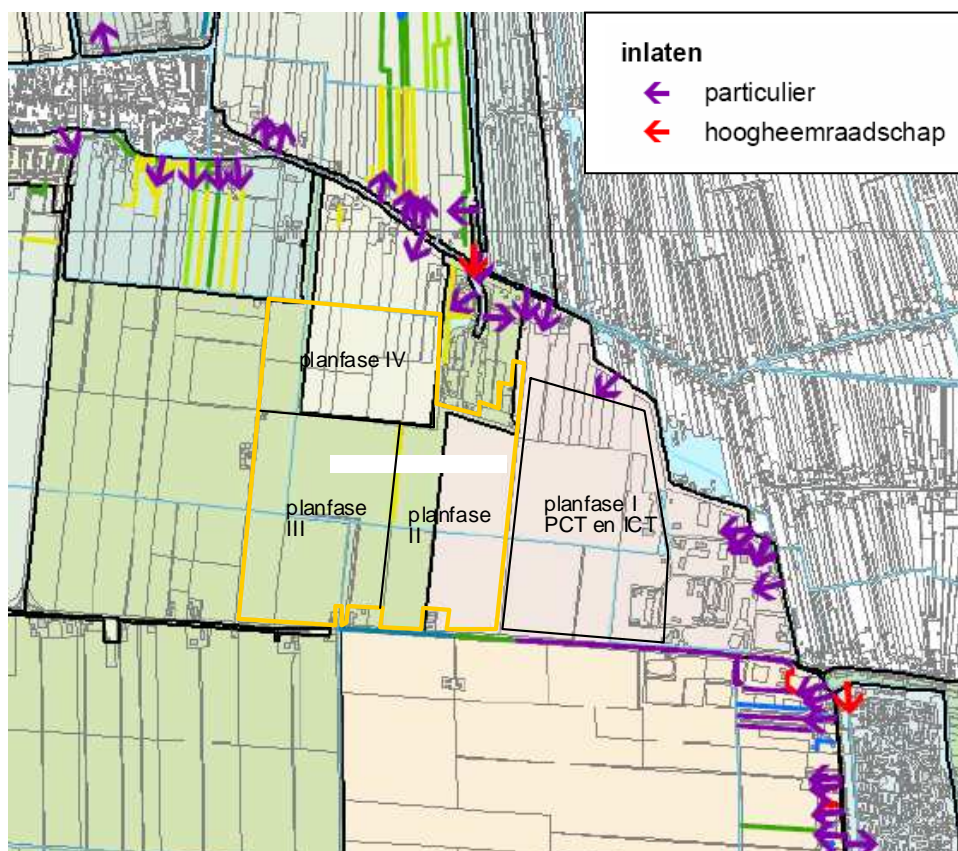 inlaten
particulier
hoogheemraadschap
planfase IV
planfase
III
planfase
II
planfase I
PCT en ICT